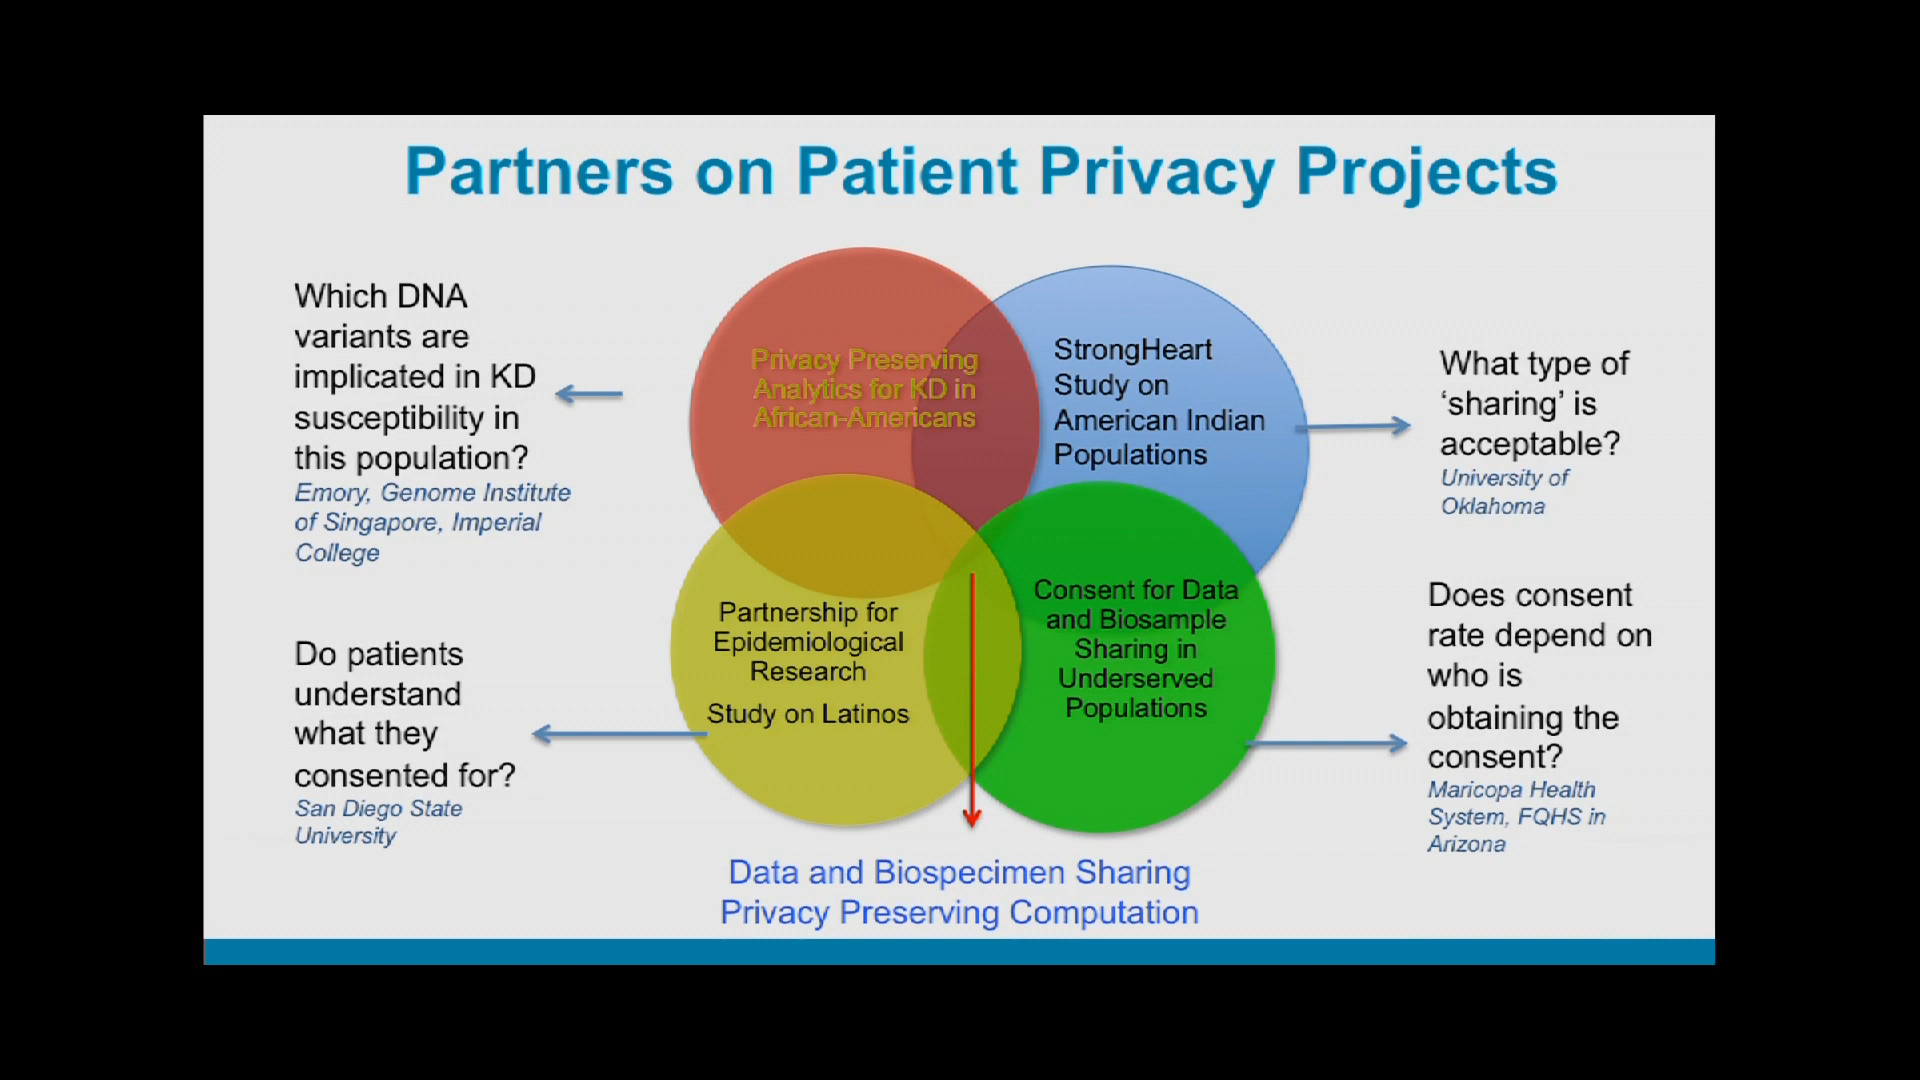 Partners on Patient Privacy Projects
Which DNA
variants are
implicated in KD
susceptibility in
this population?
Emory, Genome Institute
of Singapore, Imperial
College
Privacy Preserving
Analytics for KD in
African-Americans
StrongHeart
Study on
American Indian
Populations
What type of
‘sharing’ is
acceptable?
University of
Oklahoma
Do patients
understand
what they
consented for?
San Diego State
University
Partnership for
Epidemiological
Research
Study on Latinos
Consent for Data
and Biosample
Sharing in
Underserved
Populations
Does consent
rate depend on
who is
obtaining the
consent?
Maricopa Health
System, FQHS in
Arizona
Data and Biospecimen Sharing
Privacy Preserving Computation